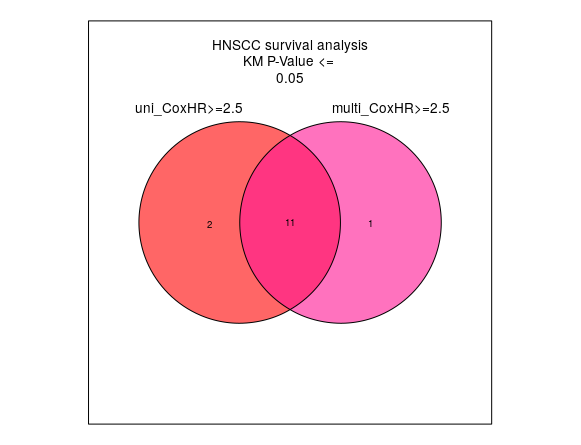 HNSCC survival analysis
KM P-Value <=
0.05
uni_CoxHR>=2.5 multi_CoxHR>=2.5
2 11 1